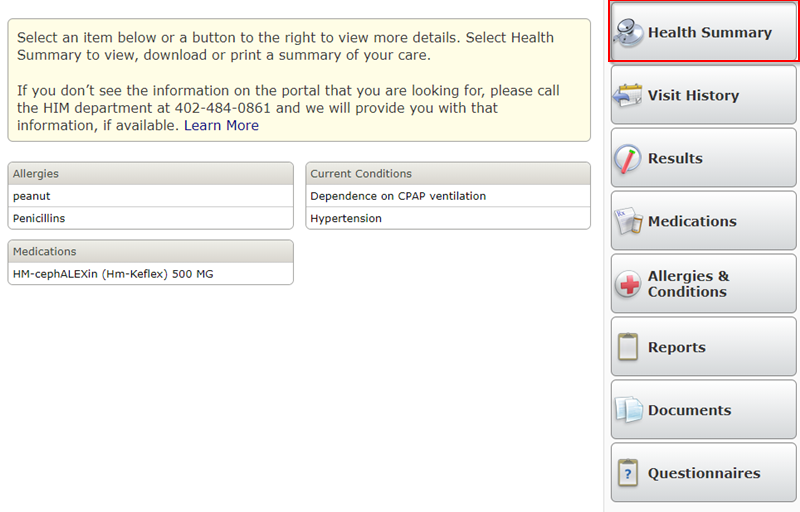 Select an item below or a button to the right to view more details. Select Health
Summary to view, download or print a summary of your care.
If you don’t see the information on the portal that you are looking for, please call
the HIM department at 402-484-0861 and we will provide you with that
information, if available. Learn More
Allergies
peanut
Penicillins
Current Conditions
Dependence on CPAP ventilation
Hypertension
Medications
HM-cephALEXin (Hm-Keflex) 500 MG
Health Summary
Visit History
Results
Rx
Medications
Allergies &
Conditions
Reports
Documents
?
Questionnaires